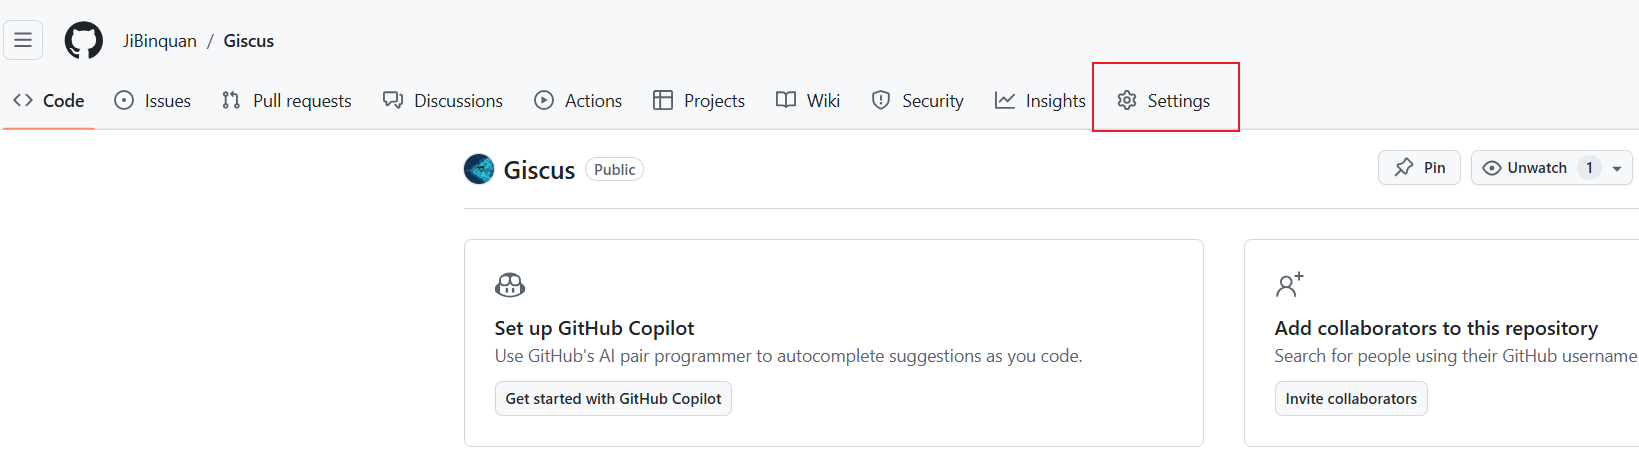 JiBinquan / Giscus
Code Issues Pull requests Discussions Actions Projects Wiki Security Insights Settings
Giscus Public Pin Unwatch 1
Set up GitHub Copilot
Use GitHub's AI pair programmer to autocomplete suggestions as you code.
Get started with GitHub Copilot
Add collaborators to this repository
Search for people using their GitHub username
Invite collaborators